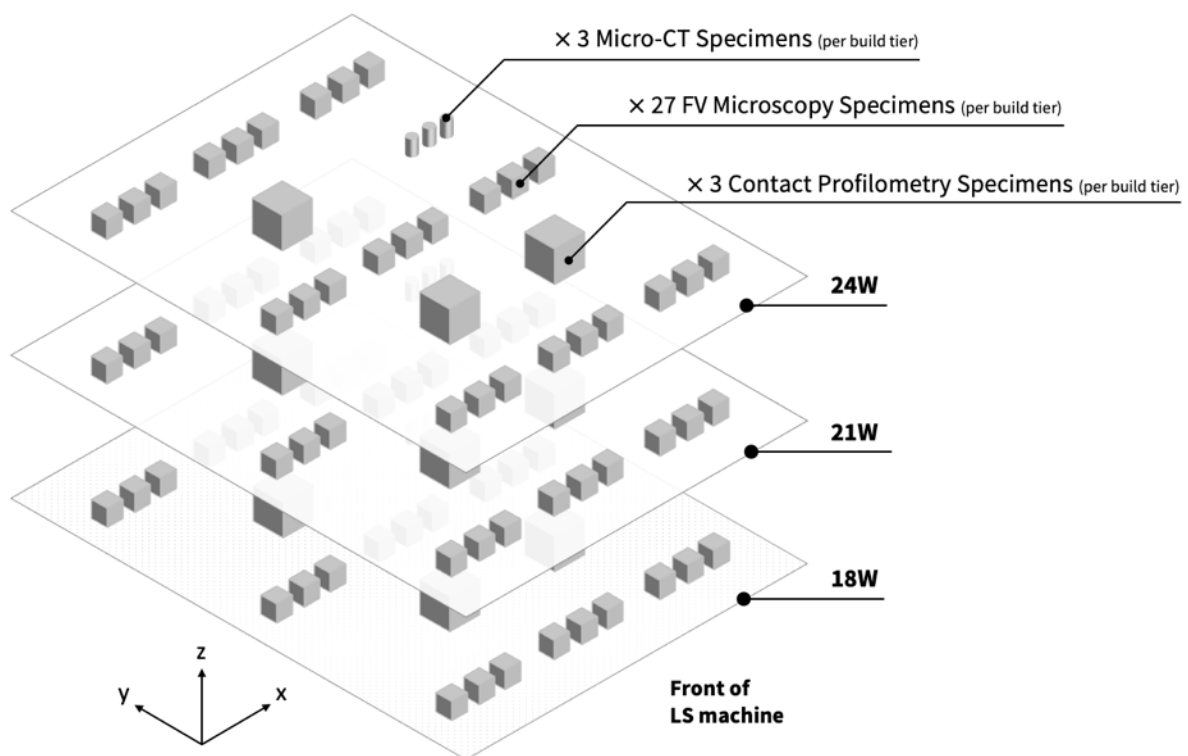 × 3 Micro-CT Specimens (per build tier)
× 27 FV Microscopy Specimens (per build tier)
× 3 Contact Profilometry Specimens (per build tier)
24W
21W
18W
z
y
x
Front of
LS machine